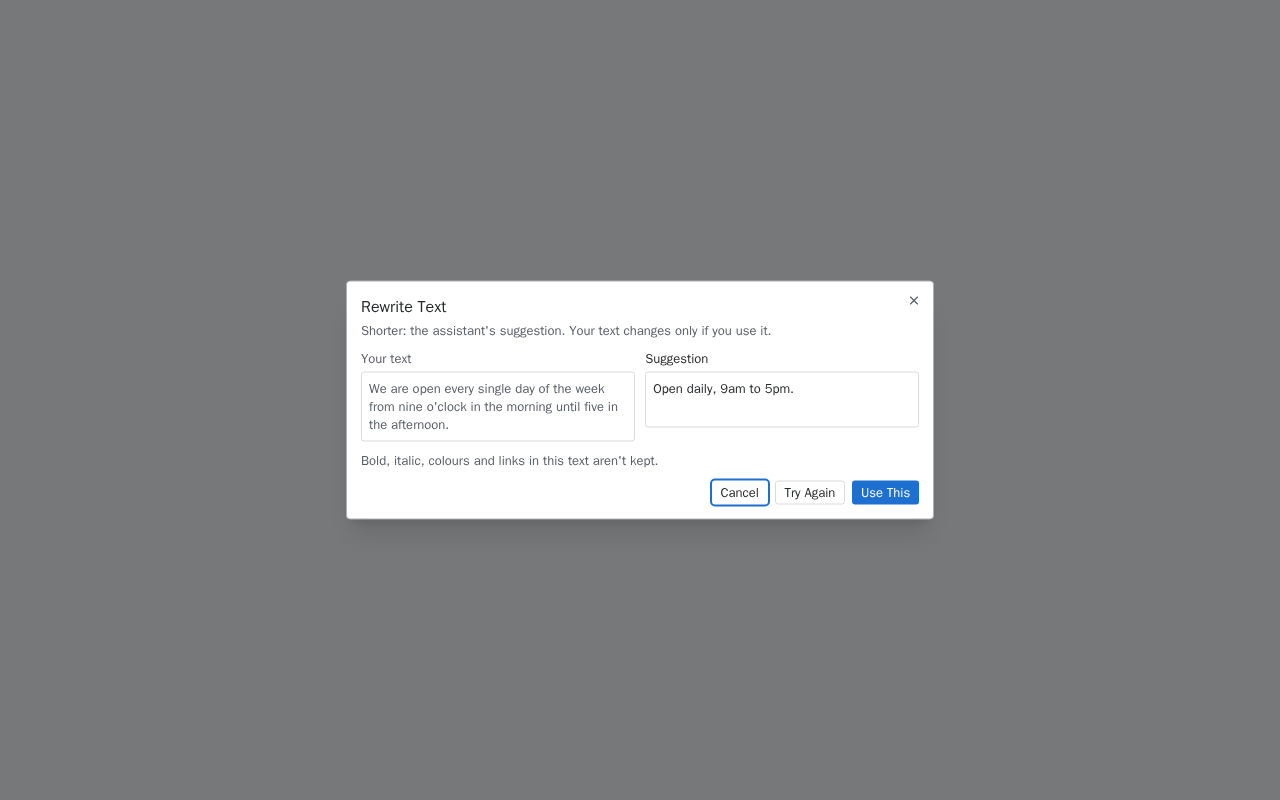 Rewrite Text
Shorter: the assistant's suggestion. Your text changes only if you use it.
Your text
We are open every single day of the week
from nine o'clock in the morning until five in
the afternoon.
Suggestion
Open daily, 9am to 5pm.
Bold, italic, colours and links in this text aren't kept.
Cancel
Try Again
Use This